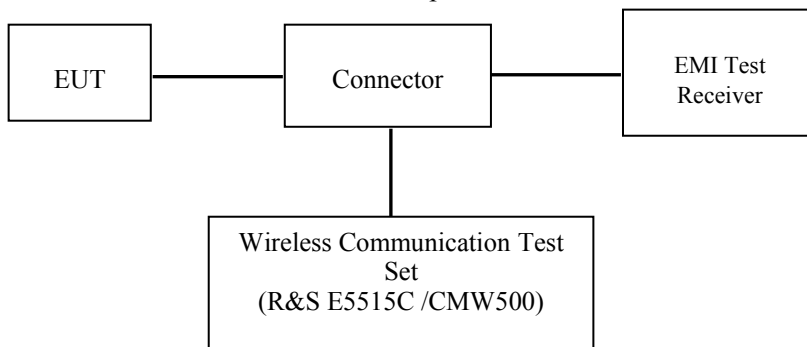 EUT
Connector
EMI Test
Receiver
Wireless Communication Test
Set
(R&S E5515C /CMW500)